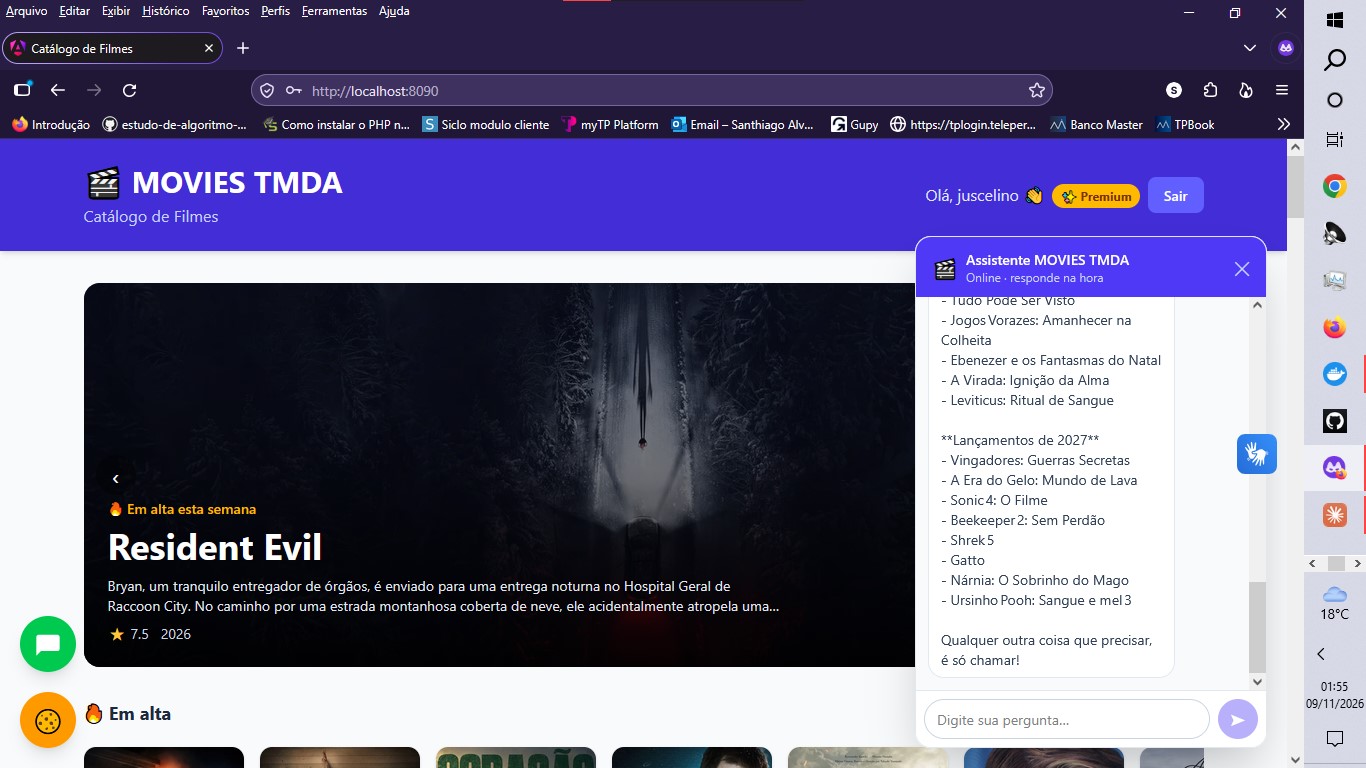 Arquivo Editar Exibir Histórico Favoritos Perfis Ferramentas Ajuda
Catálogo de Filmes
http://localhost:8090
S
Introdução
estudo-de-algoritmo-...
Como instalar o PHP n...
S Siclo modulo cliente
myTP Platform
Email – Santhiago Alv...
Gupy
https://tplogin.teleper...
Banco Master
TPBook
MOVIES TMDA
Catálogo de Filmes
Olá, juscelino
Premium
Sair
‹
Em alta esta semana
Resident Evil
Bryan, um tranquilo entregador de órgãos, é enviado para uma entrega noturna no Hospital Geral de
Raccoon City. No caminho por uma estrada montanhosa coberta de neve, ele acidentalmente atropela uma...
7.5 2026
Em alta
CORAÇÃO
Assistente MOVIES TMDA
Online · responde na hora
- Tudo Pode Ser Visto
- Jogos Vorazes: Amanhecer na
Colheita
- Ebenezer e os Fantasmas do Natal
- A Virada: Ignição da Alma
- Leviticus: Ritual de Sangue
**Lançamentos de 2027**
- Vingadores: Guerras Secretas
- A Era do Gelo: Mundo de Lava
- Sonic 4: O Filme
- Beekeeper 2: Sem Perdão
- Shrek 5
- Gatto
- Nárnia: O Sobrinho do Mago
- Ursinho Pooh: Sangue e mel 3
Qualquer outra coisa que precisar,
é só chamar!
Digite sua pergunta...
18°C
01:55
09/11/2026